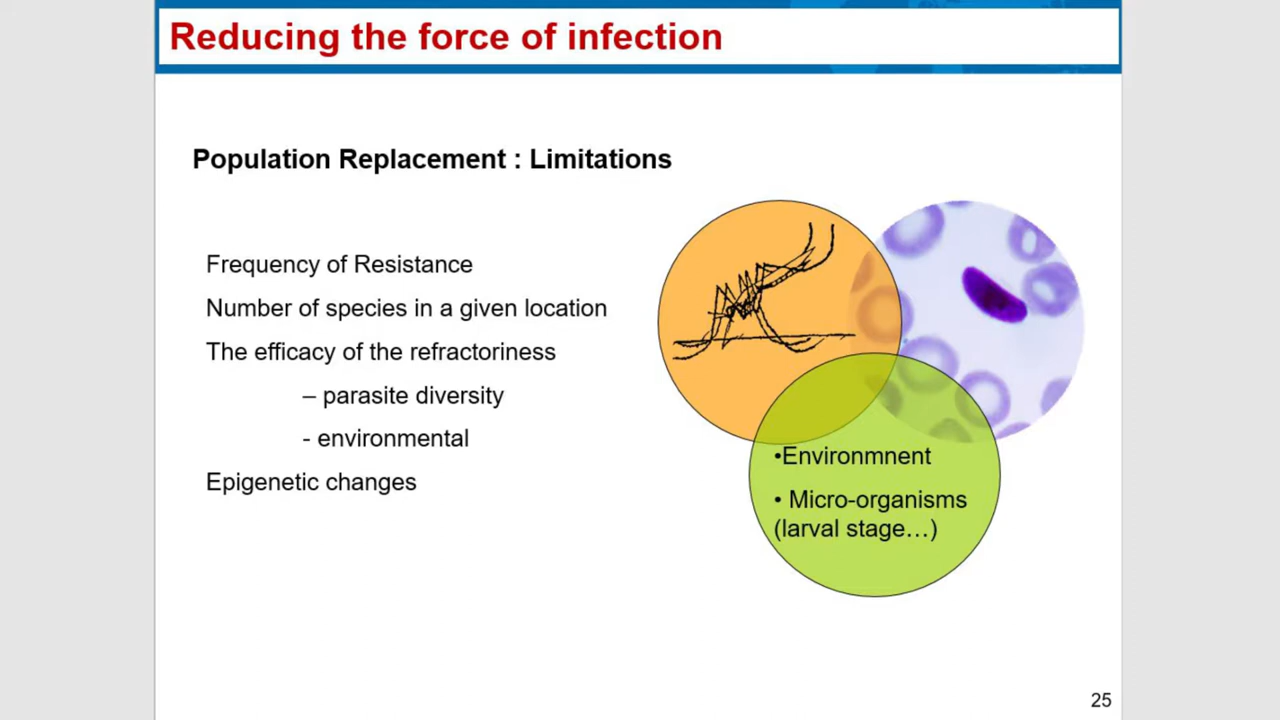 Reducing the force of infection
Population Replacement : Limitations
Frequency of Resistance
Number of species in a given location
The efficacy of the refractoriness
– parasite diversity
- environmental
Epigenetic changes
•Environmnent
• Micro-organisms
(larval stage…)
25